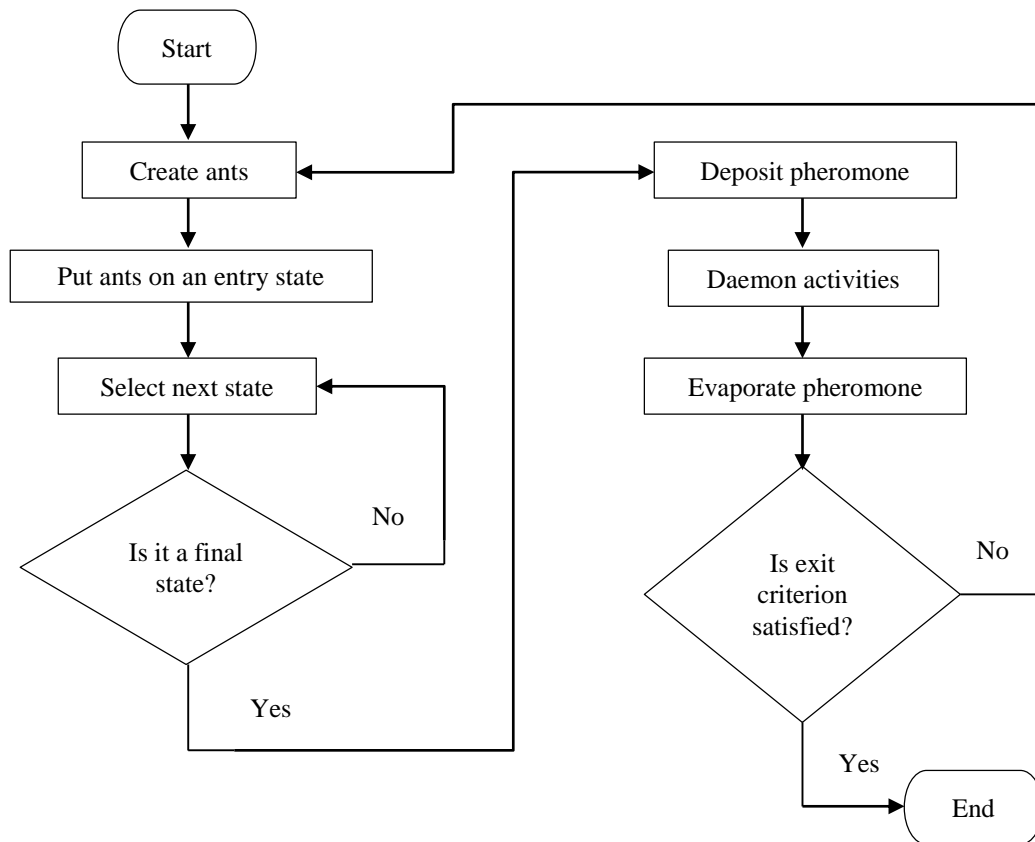 Start
Create ants
Put ants on an entry state
Select next state
No
Is it a final
state?
Yes
Deposit pheromone
Daemon activities
Evaporate pheromone
No
Is exit
criterion
satisfied?
Yes
End